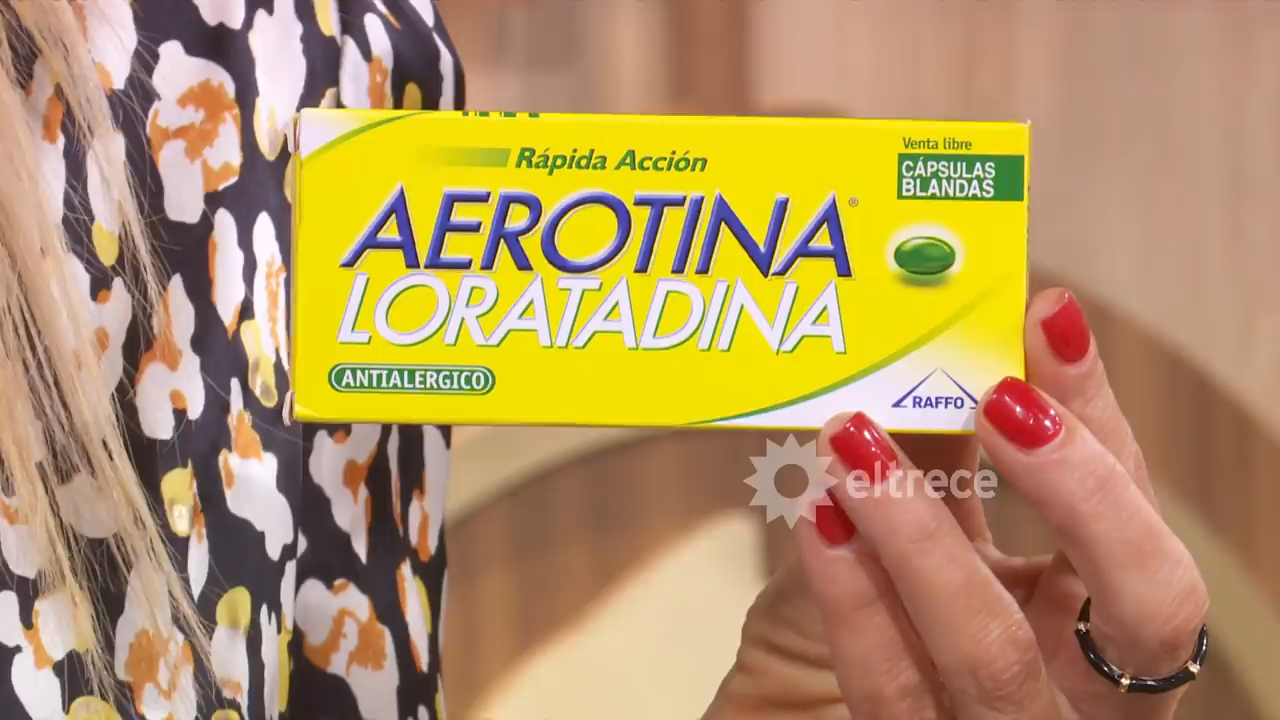 Rápida Acción
Venta libre
CÁPSULAS
BLANDAS
AEROTINA®
LORATADINA
ANTIALERGICO
RAFFO
eltrece